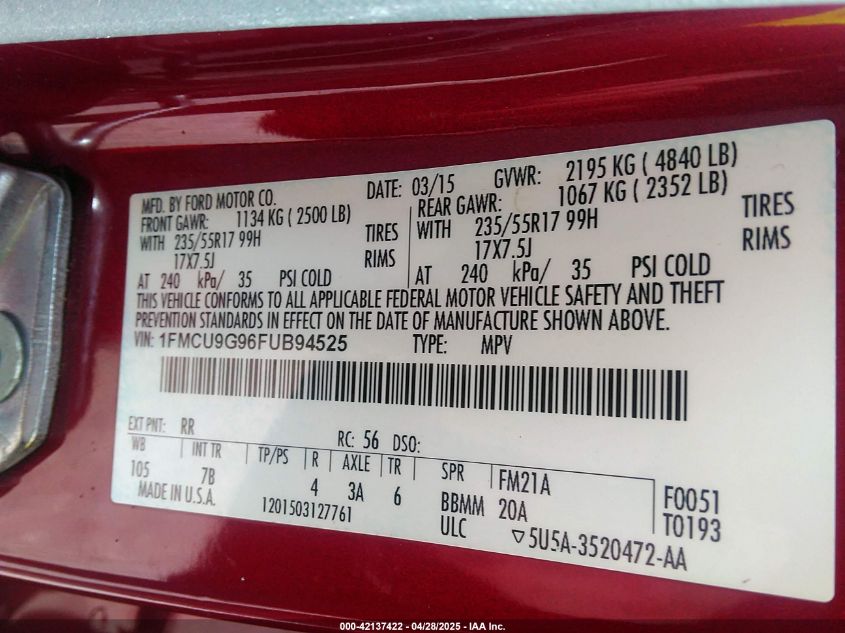 MFD. BY FORD MOTOR CO. DATE: 03/15 GVWR: 2195 KG ( 4840 LB)
FRONT GAWR: 1134 KG ( 2500 LB) REAR GAWR: 1067 KG ( 2352 LB)
WITH 235/55R17 99H TIRES WITH 235/55R17 99H TIRES
17X7.5J RIMS 17X7.5J RIMS
AT 240 kPa/ 35 PSI COLD AT 240 kPa/ 35 PSI COLD
THIS VEHICLE CONFORMS TO ALL APPLICABLE FEDERAL MOTOR VEHICLE SAFETY AND THEFT
PREVENTION STANDARDS IN EFFECT ON THE DATE OF MANUFACTURE SHOWN ABOVE.
VIN: 1FMCU9G96FUB94525 TYPE: MPV
EXT PNT: RR RC: 56 DSO:
WB INT TR TP/PS R AXLE TR SPR FM21A F0051
105 7B 4 3A 6 BBMM 20A T0193
MADE IN U.S.A. 1201503127761 ULC ▽5U5A-3520472-AA
000-42137422 - 04/28/2025 - IAA Inc.